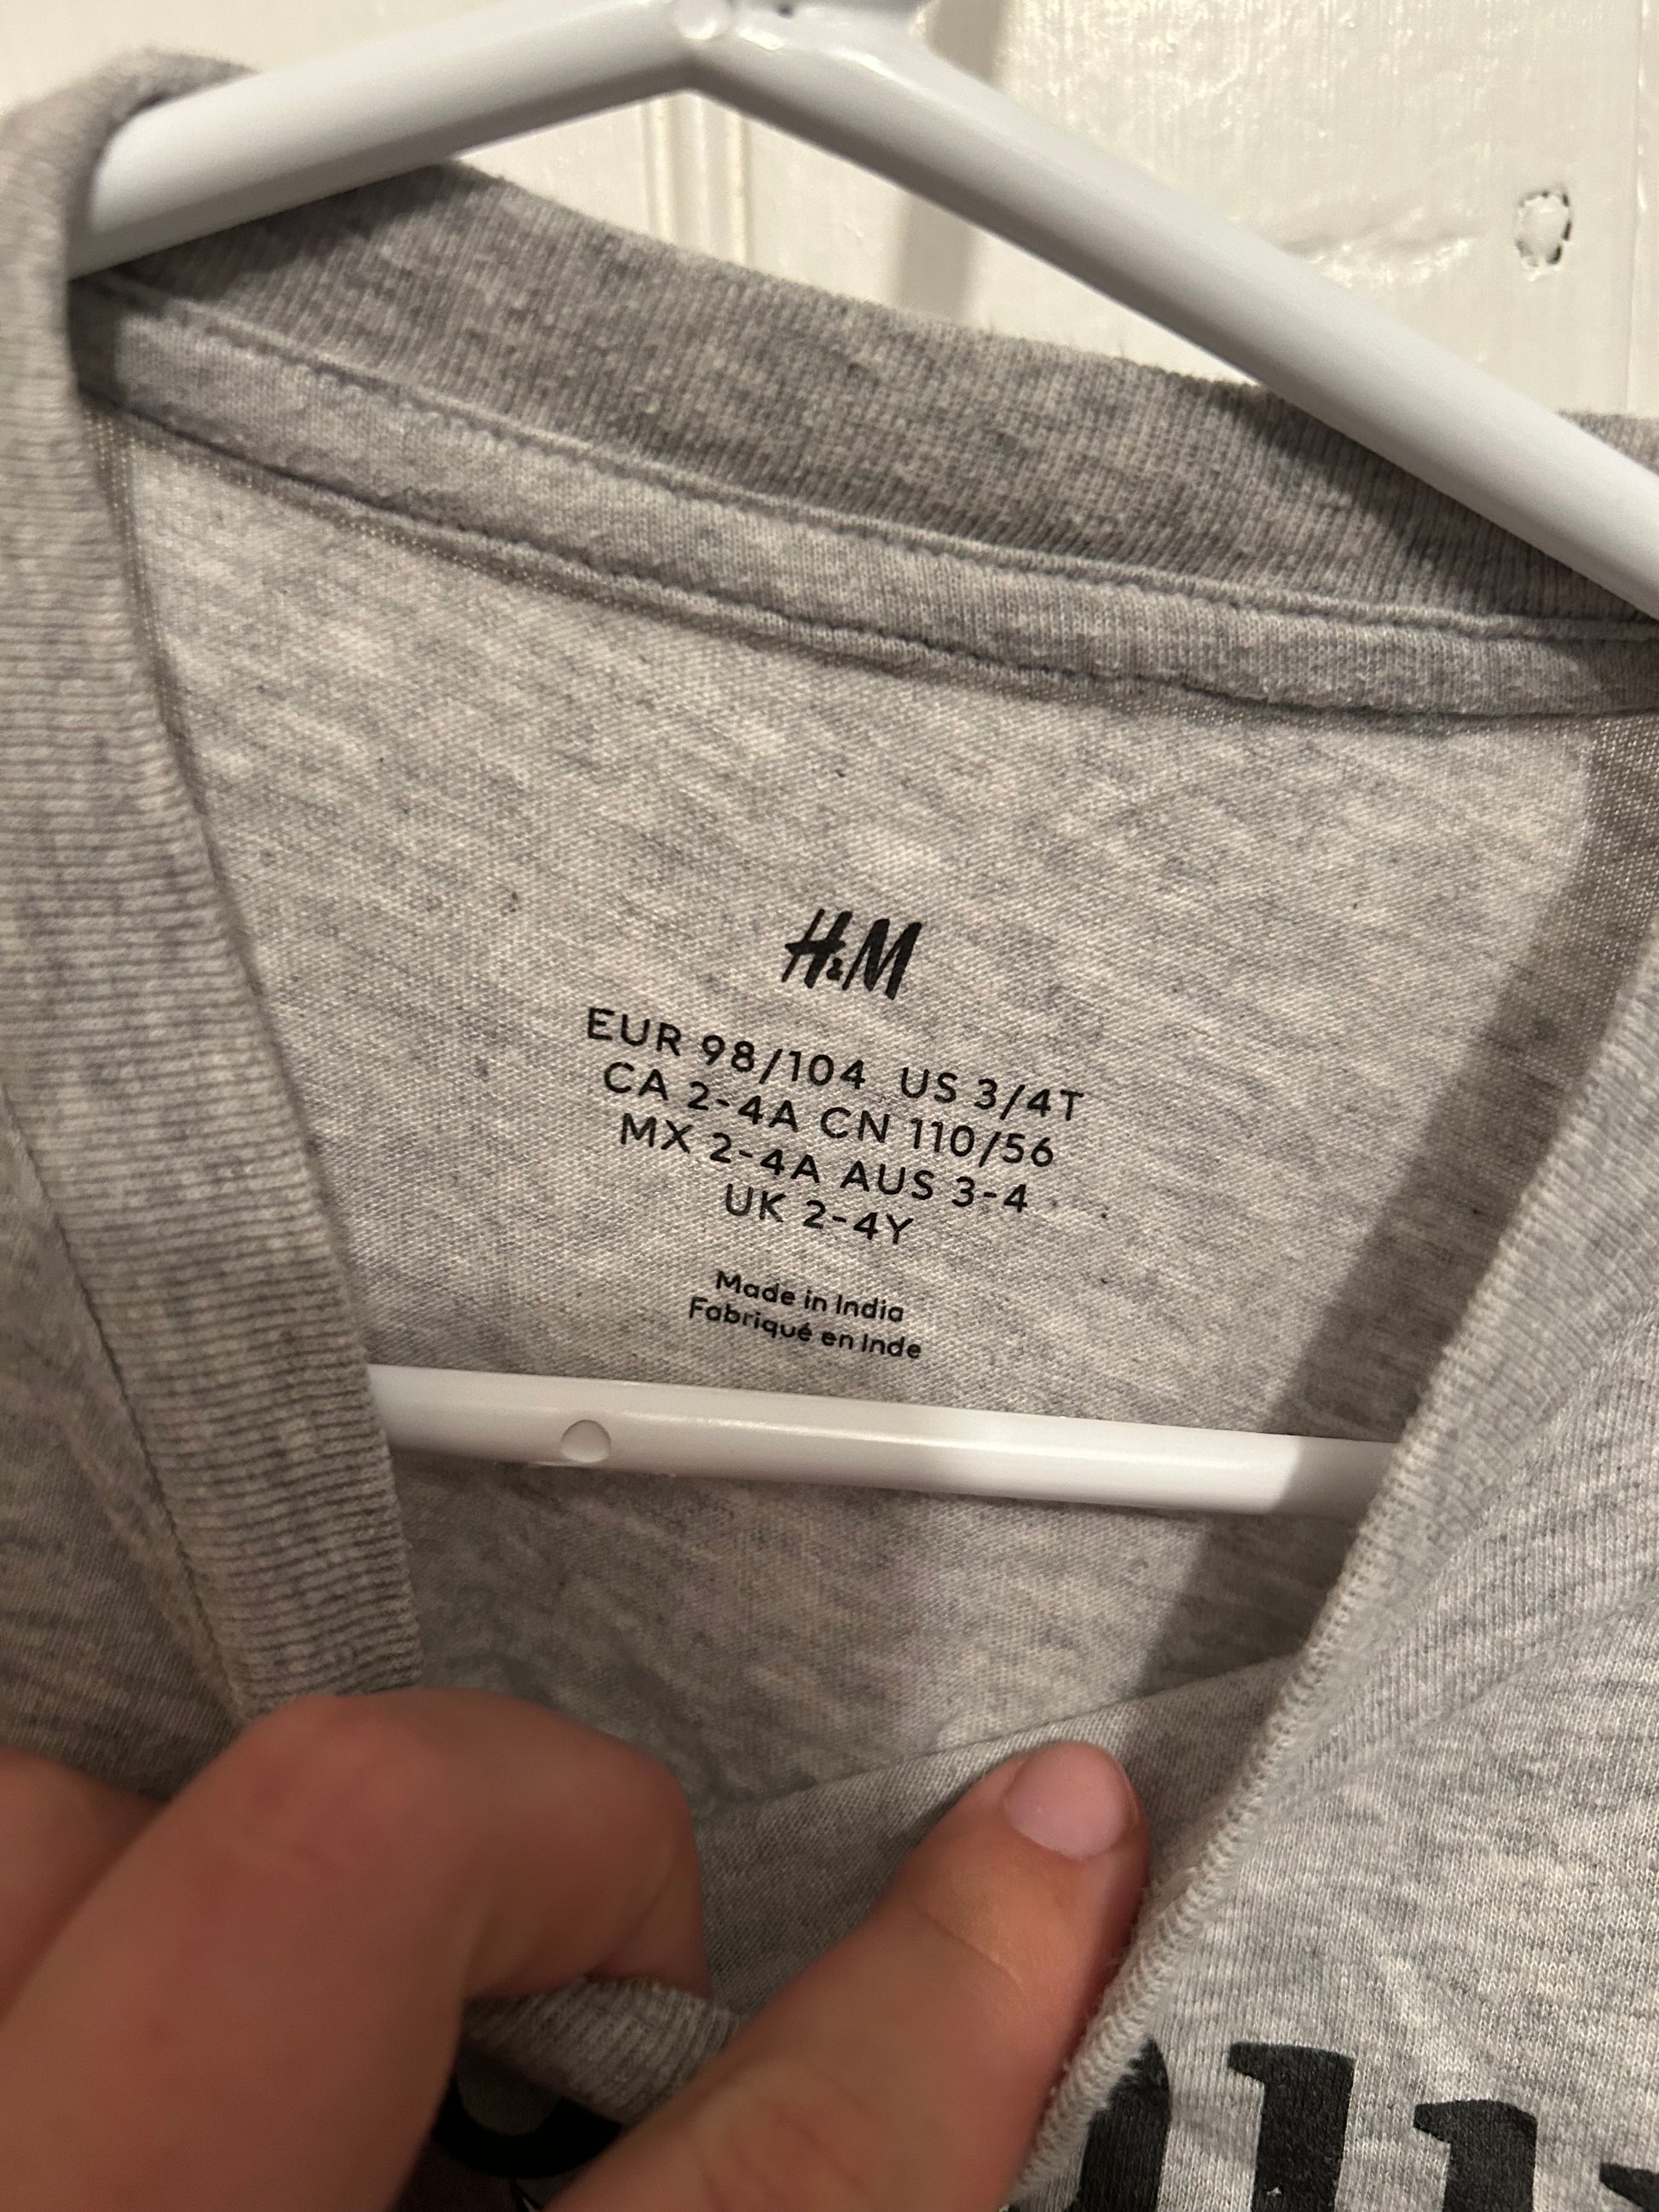 H&M
EUR 98/104 US 3/4T
CA 2-4A CN 110/56
MX 2-4A AUS 3-4
UK 2-4Y
Made in India
Fabriqué en Inde